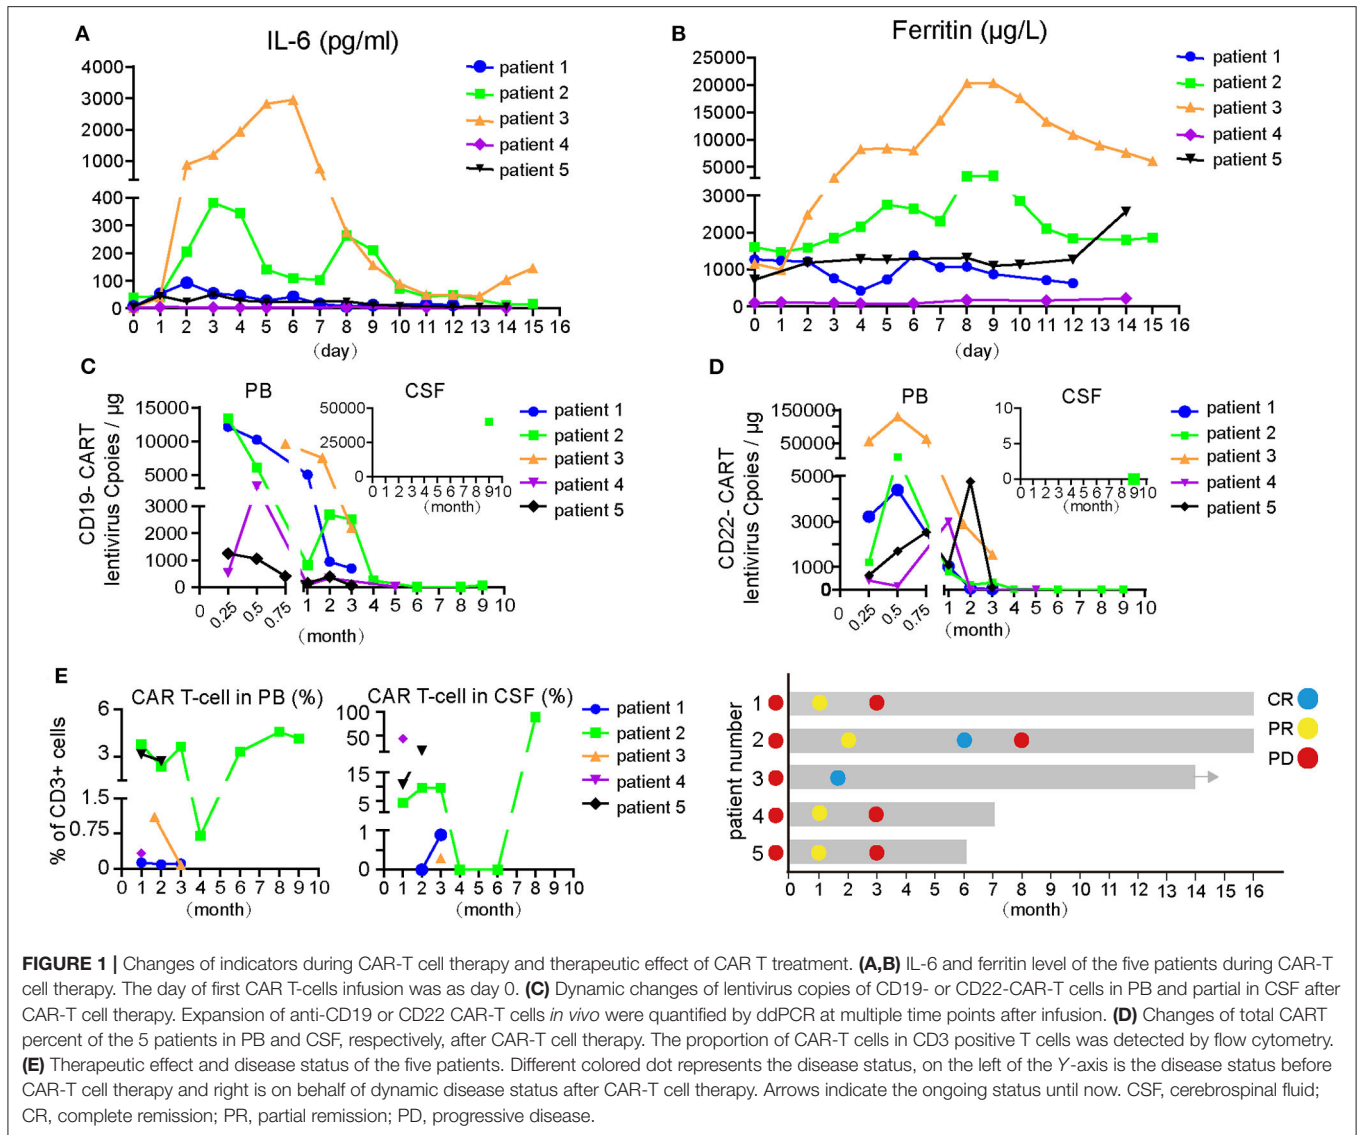 A
IL-6 (pg/ml)
4000
3000
2000
1000
400
300
200
100
0
0 1 2 3 4 5 6 7 8 9 10 11 12 13 14 15 16
(day)
patient 1
patient 2
patient 3
patient 4
patient 5
B
Ferritin (µg/L)
25000
20000
15000
10000
5000
3000
2000
1000
0
0 1 2 3 4 5 6 7 8 9 10 11 12 13 14 15 16
(day)
patient 1
patient 2
patient 3
patient 4
patient 5
C
CD19- CART
lentivirus Cpoies / µg
PB
15000
10000
5000
3000
2000
1000
0
0 0.25 0.5 0.75 1 2 3 4 5 6 7 8 9 10
(month)
CSF
50000
25000
0
0 1 2 3 4 5 6 7 8 9 10
(month)
patient 1
patient 2
patient 3
patient 4
patient 5
D
CD22- CART
lentivirus Cpoies / µg
PB
150000
50000
5000
3000
0
0
0 0.25 0.5 0.75 1 2 3 4 5 6 7 8 9 10
(month)
CSF
10
5
0
0 1 2 3 4 5 6 7 8 9 10
(month)
patient 1
patient 2
patient 3
patient 4
patient 5
E
% of CD3+ cells
CAR T-cell in PB (%)
6
3
1.5
0.75
0
0 1 2 3 4 5 6 7 8 9 10
(month)
CAR T-cell in CSF (%)
100
50
15
5
1
0
0 1 2 3 4 5 6 7 8 9 10
(month)
patient 1
patient 2
patient 3
patient 4
patient 5
patient number
1
2
3
4
5
0 1 2 3 4 5 6 7 8 9 10 11 12 13 14 15 16
(month)
CR
PR
PD
FIGURE 1 | Changes of indicators during CAR-T cell therapy and therapeutic effect of CAR T treatment. (A,B) IL-6 and ferritin level of the five patients during CAR-T
cell therapy. The day of first CAR T-cells infusion was as day 0. (C) Dynamic changes of lentivirus copies of CD19- or CD22-CAR-T cells in PB and partial in CSF after
CAR-T cell therapy. Expansion of anti-CD19 or CD22 CAR-T cells in vivo were quantified by ddPCR at multiple time points after infusion. (D) Changes of total CART
percent of the 5 patients in PB and CSF, respectively, after CAR-T cell therapy. The proportion of CAR-T cells in CD3 positive T cells was detected by flow cytometry.
(E) Therapeutic effect and disease status of the five patients. Different colored dot represents the disease status, on the left of the Y-axis is the disease status before
CAR-T cell therapy and right is on behalf of dynamic disease status after CAR-T cell therapy. Arrows indicate the ongoing status until now. CSF, cerebrospinal fluid;
CR, complete remission; PR, partial remission; PD, progressive disease.